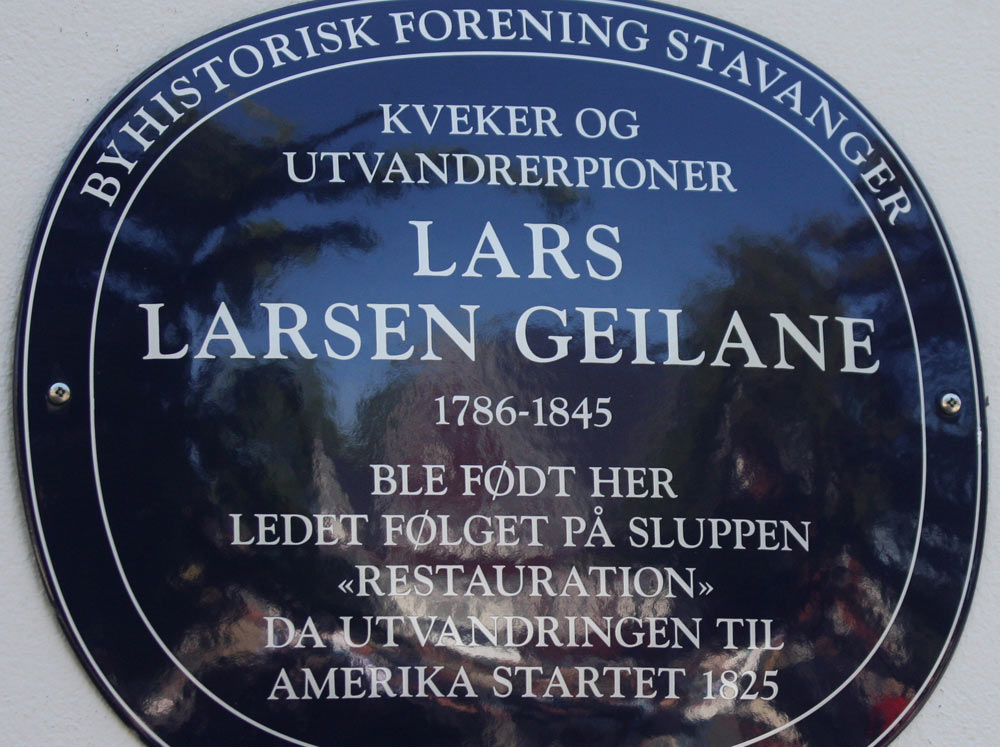 BYHISTORISK FORENING STAVANGER
KVEKER OG
UTVANDRERPIONER
LARS
LARSEN GEILANE
1786-1845
BLE FØDT HER
LEDET FØLGET PÅ SLUPPEN
«RESTAURATION»
DA UTVANDRINGEN TIL
AMERIKA STARTET 1825